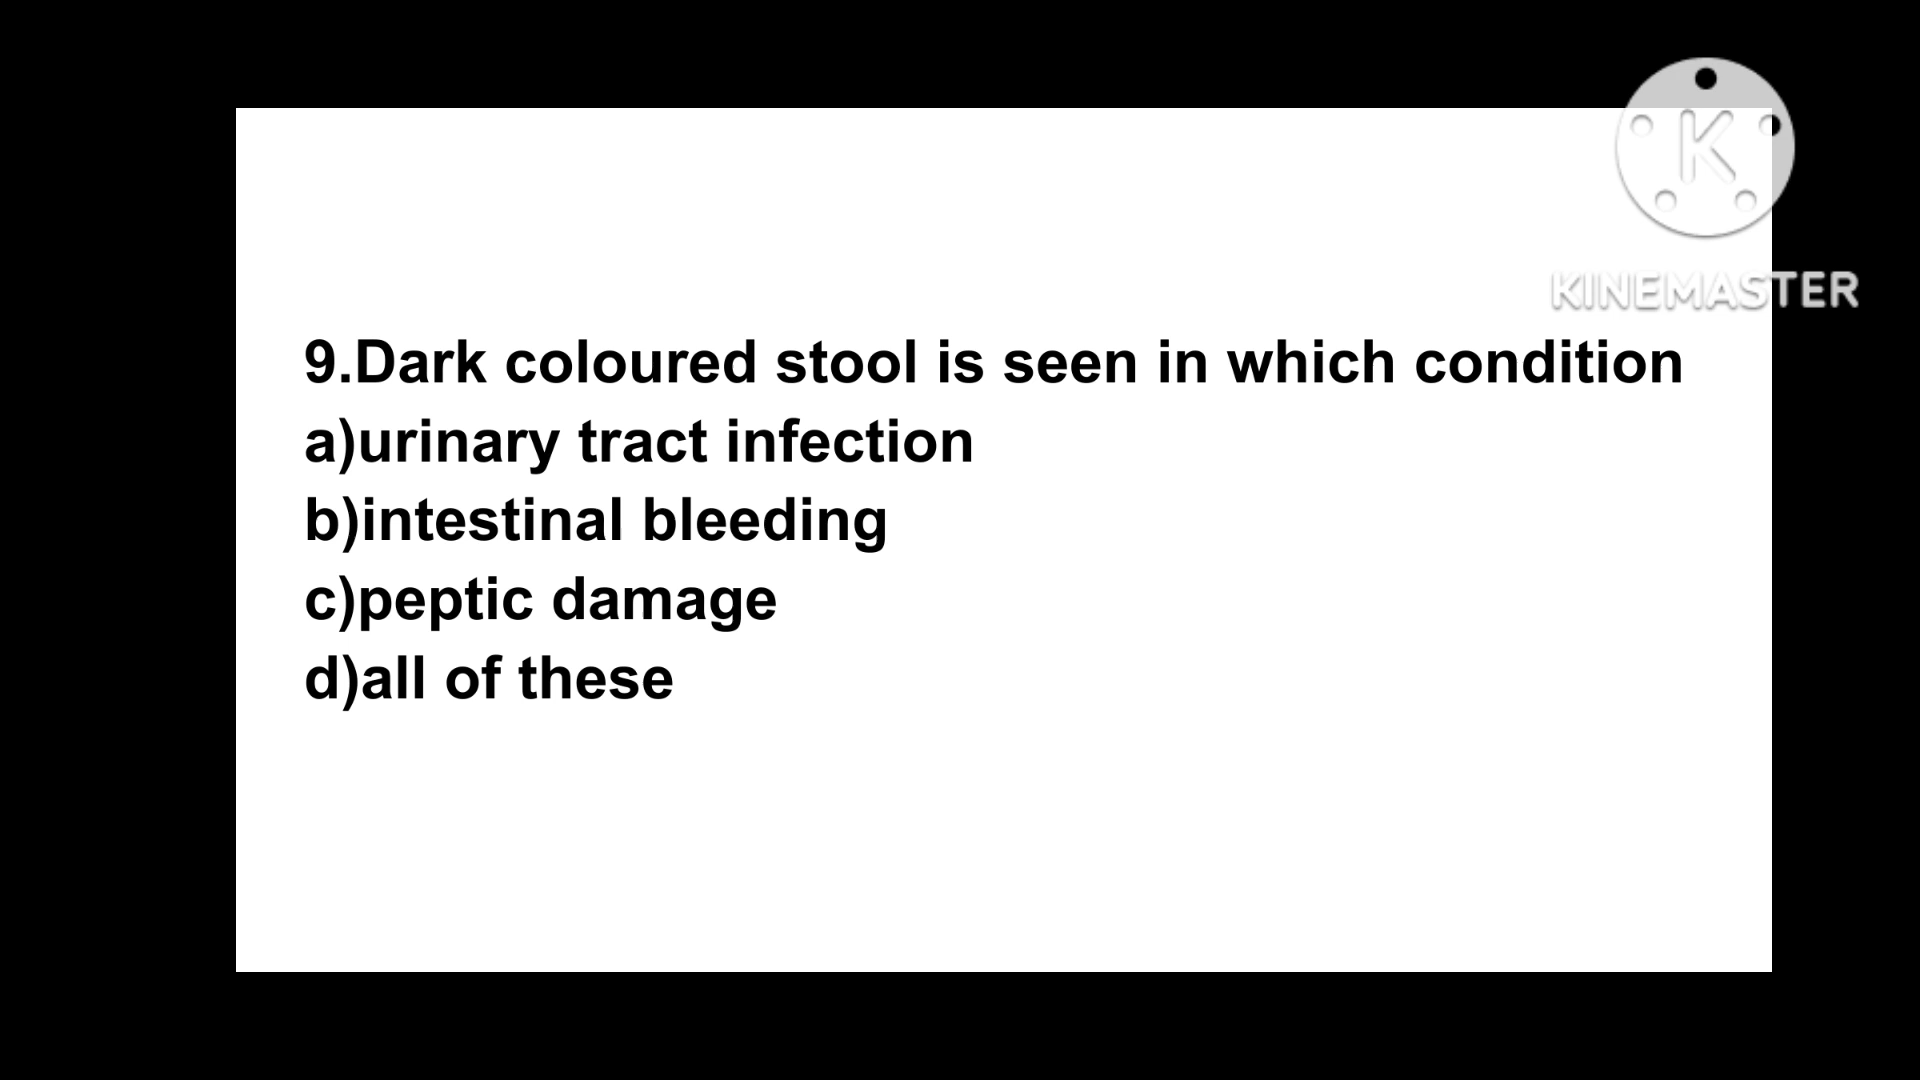 K
KINEMASTER
9.Dark coloured stool is seen in which condition
a)urinary tract infection
b)intestinal bleeding
c)peptic damage
d)all of these